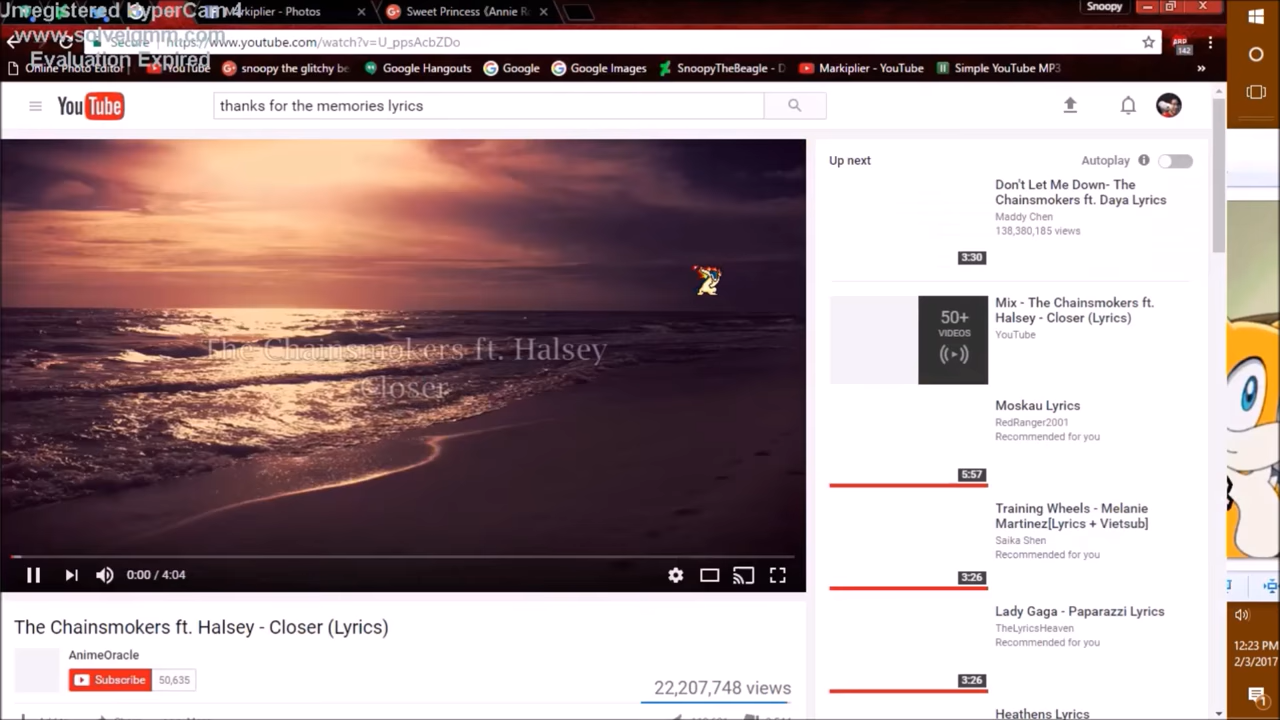 Unregistered HyperCam 4
www.solveigmm.com
Evaluation Expired
Markiplier - Photos
Sweet Princess (Annie R
Snoopy
Secure
https://www.youtube.com/watch?v=U_ppsAcbZDo
ABP
142
Online Photo Editor
YouTube
snoopy the glitchy be
Google Hangouts
Google
Google Images
SnoopyTheBeagle - D
Markiplier - YouTube
Simple YouTube MP3
»
YouTube
thanks for the memories lyrics
The Chainsmokers ft. Halsey
Closer
0:00 / 4:04
The Chainsmokers ft. Halsey - Closer (Lyrics)
AnimeOracle
Subscribe 50,635
22,207,748 views
Up next
Autoplay
Don't Let Me Down- The
Chainsmokers ft. Daya Lyrics
Maddy Chen
138,380,185 views
3:30
50+
VIDEOS
Mix - The Chainsmokers ft.
Halsey - Closer (Lyrics)
YouTube
Moskau Lyrics
RedRanger2001
Recommended for you
5:57
Training Wheels - Melanie
Martinez[Lyrics + Vietsub]
Saika Shen
Recommended for you
3:26
Lady Gaga - Paparazzi Lyrics
TheLyricsHeaven
Recommended for you
3:26
Heathens Lyrics
12:23 PM
2/3/2017
1